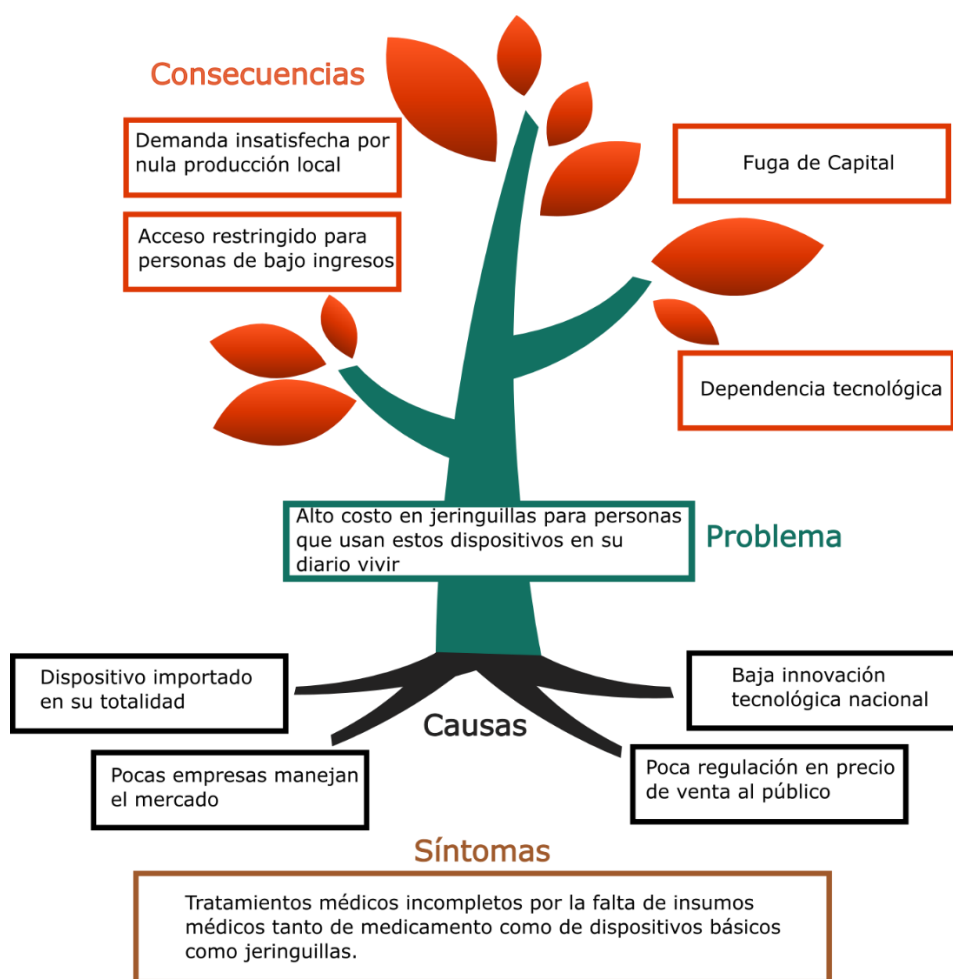 Consecuencias
Demanda insatisfecha por
nula producción local
Acceso restringido para
personas de bajo ingresos
Fuga de Capital
Dependencia tecnológica
Alto costo en jeringuillas para personas
que usan estos dispositivos en su
diario vivir
Problema
Dispositivo importado
en su totalidad
Pocas empresas manejan
el mercado
Causas
Baja innovación
tecnológica nacional
Poca regulación en precio
de venta al público
Síntomas
Tratamientos médicos incompletos por la falta de insumos
médicos tanto de medicamento como de dispositivos básicos
como jeringuillas.